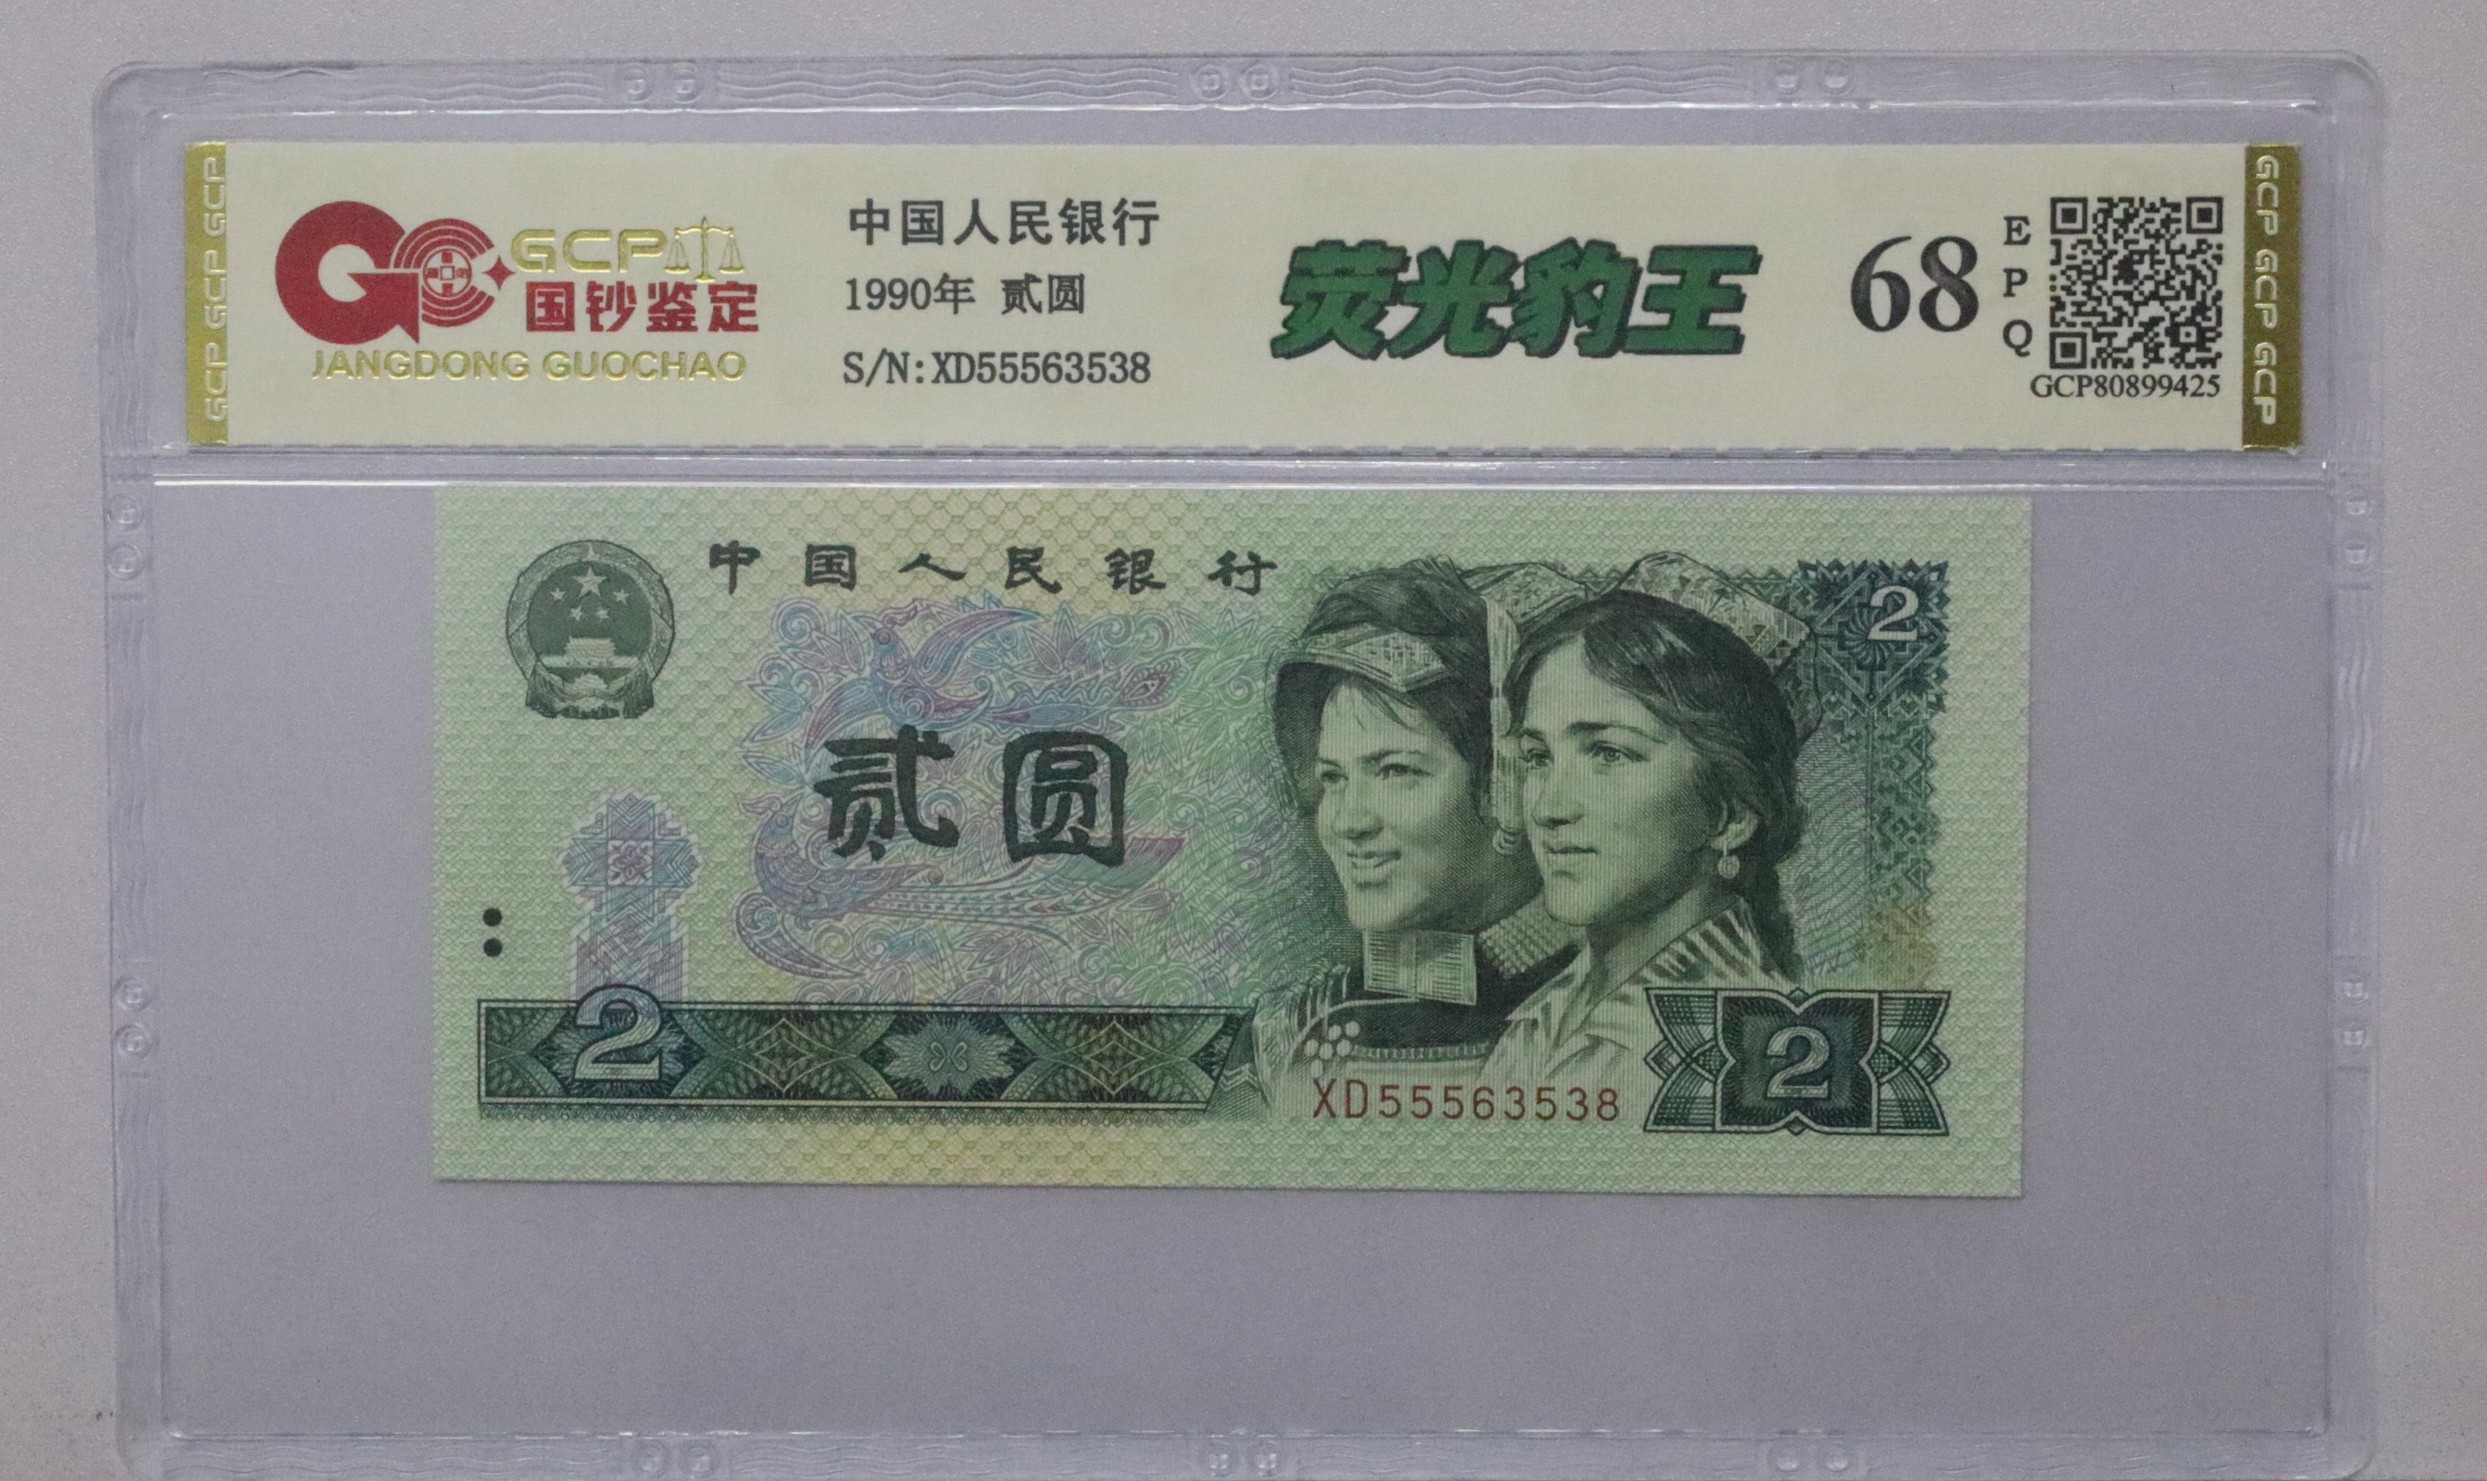 GCP GCP GCP
GCP
国钞鉴定
JANGDONG GUOCHAO
中国人民银行
1990年 贰圆
S/N:XD55563538
荧光豹王
68
E
P
Q
GCP80899425
GCP GCP GCP
中国人民银行
2
贰圆
2
XD55563538
2